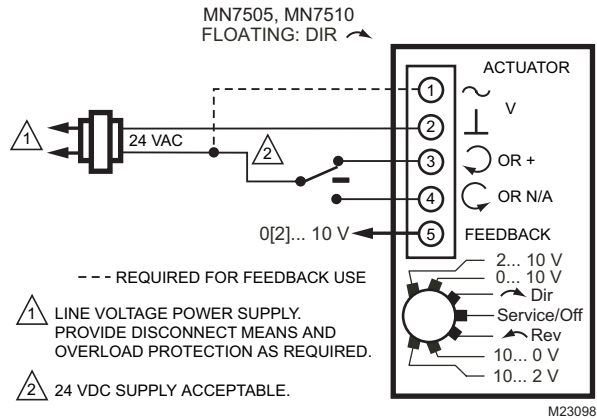 MN7505, MN7510
FLOATING: DIR
ACTUATOR
1
V
2
1
24 VAC
2
3
OR +
4
OR N/A
0[2]... 10 V
5
FEEDBACK
2... 10 V
0... 10 V
Dir
Service/Off
Rev
10... 0 V
10... 2 V
--- REQUIRED FOR FEEDBACK USE
1 LINE VOLTAGE POWER SUPPLY.
PROVIDE DISCONNECT MEANS AND
OVERLOAD PROTECTION AS REQUIRED.
2 24 VDC SUPPLY ACCEPTABLE.
M23098